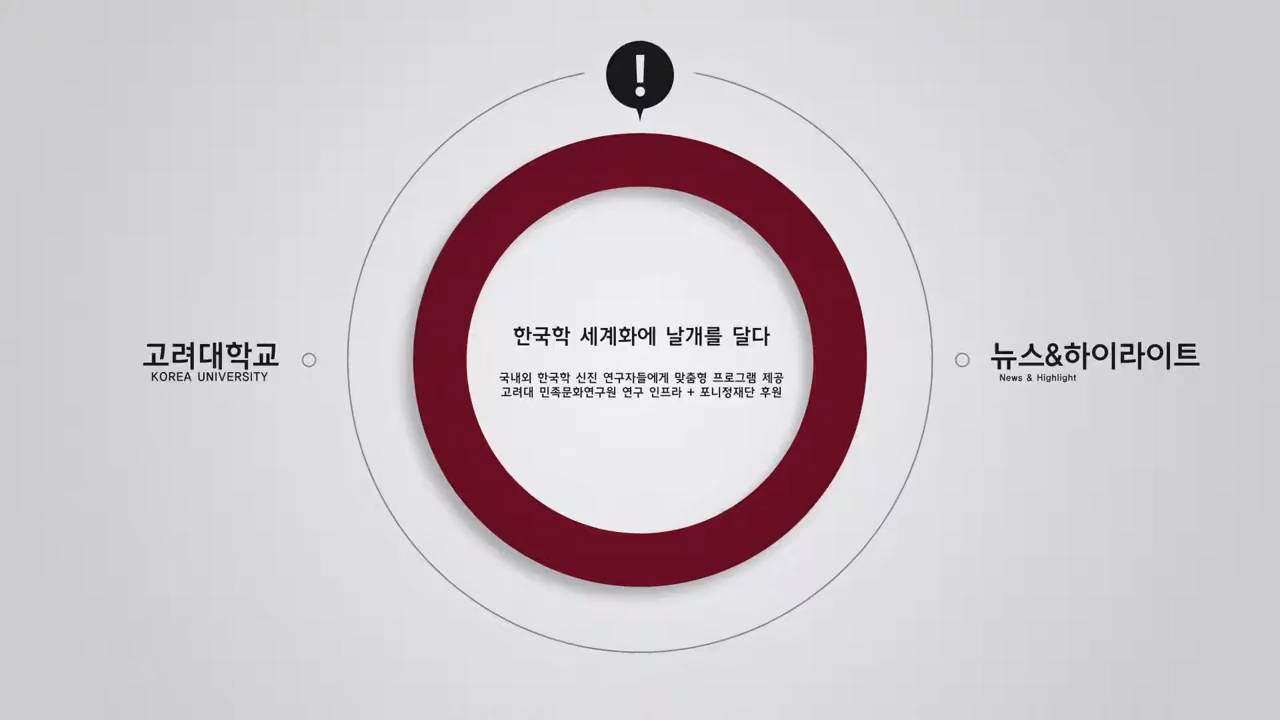 !
한국학 세계화에 날개를 달다
국내외 한국학 신진 연구자들에게 맞춤형 프로그램 제공
고려대 민족문화연구원 연구 인프라 + 포니정재단 후원
고려대학교
KOREA UNIVERSITY
뉴스&하이라이트
News & Highlight